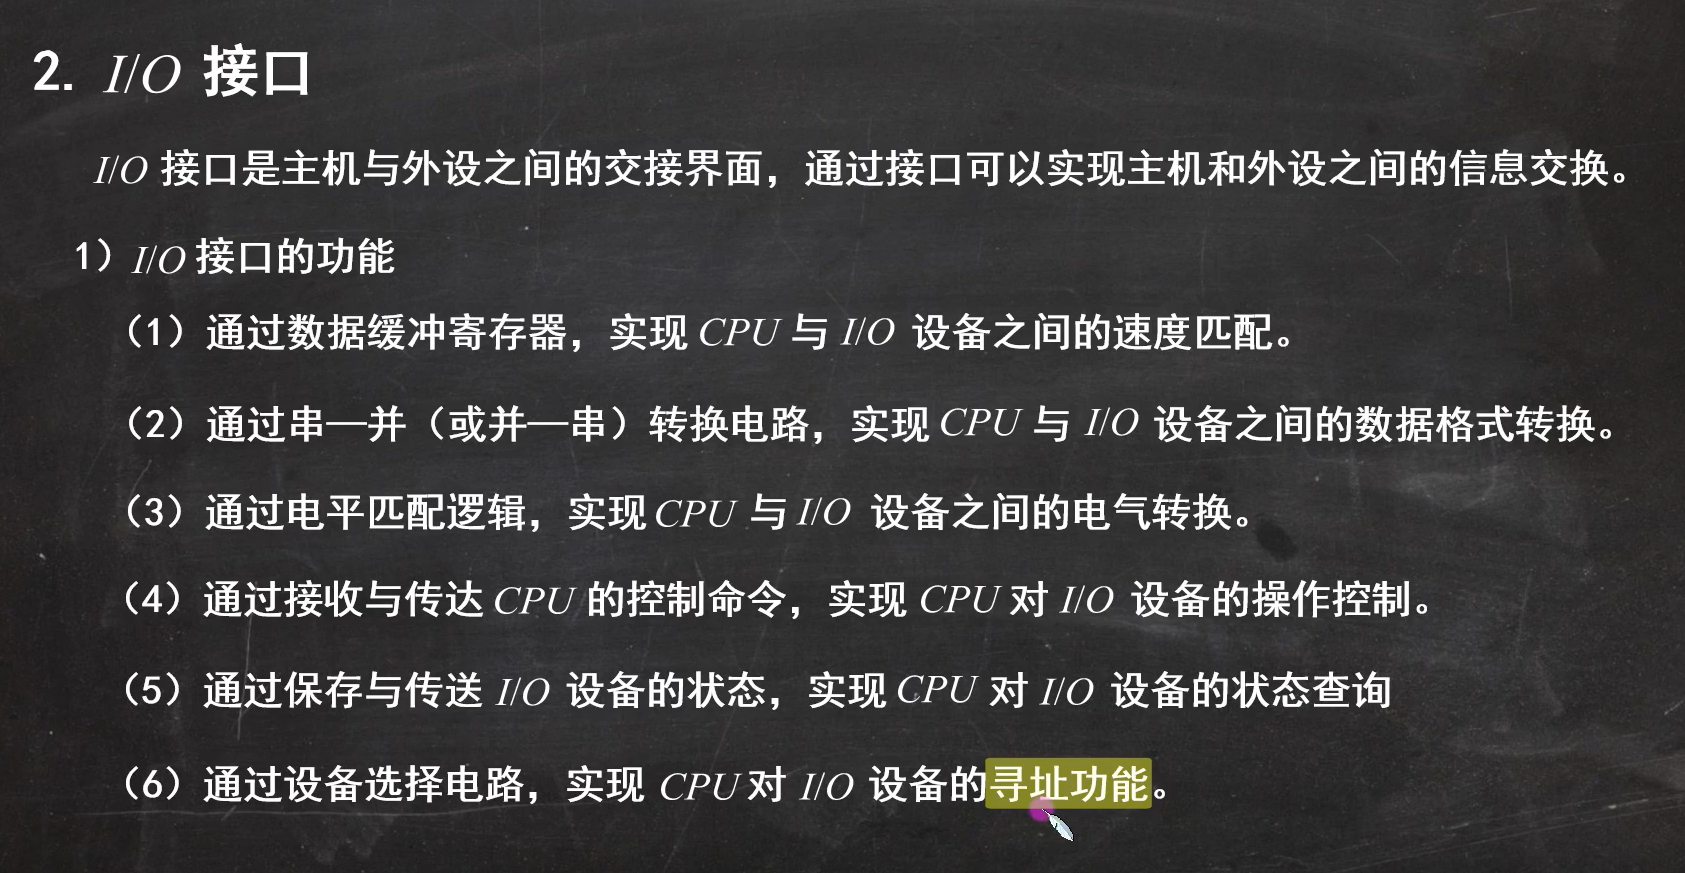 2. I/O 接口
I/O 接口是主机与外设之间的交接界面，通过接口可以实现主机和外设之间的信息交换。
1）I/O 接口的功能
（1）通过数据缓冲寄存器，实现 CPU 与 I/O 设备之间的速度匹配。
（2）通过串—并（或并—串）转换电路，实现 CPU 与 I/O 设备之间的数据格式转换。
（3）通过电平匹配逻辑，实现 CPU 与 I/O 设备之间的电气转换。
（4）通过接收与传达 CPU 的控制命令，实现 CPU 对 I/O 设备的操作控制。
（5）通过保存与传送 I/O 设备的状态，实现 CPU 对 I/O 设备的状态查询
（6）通过设备选择电路，实现 CPU 对 I/O 设备的寻址功能。